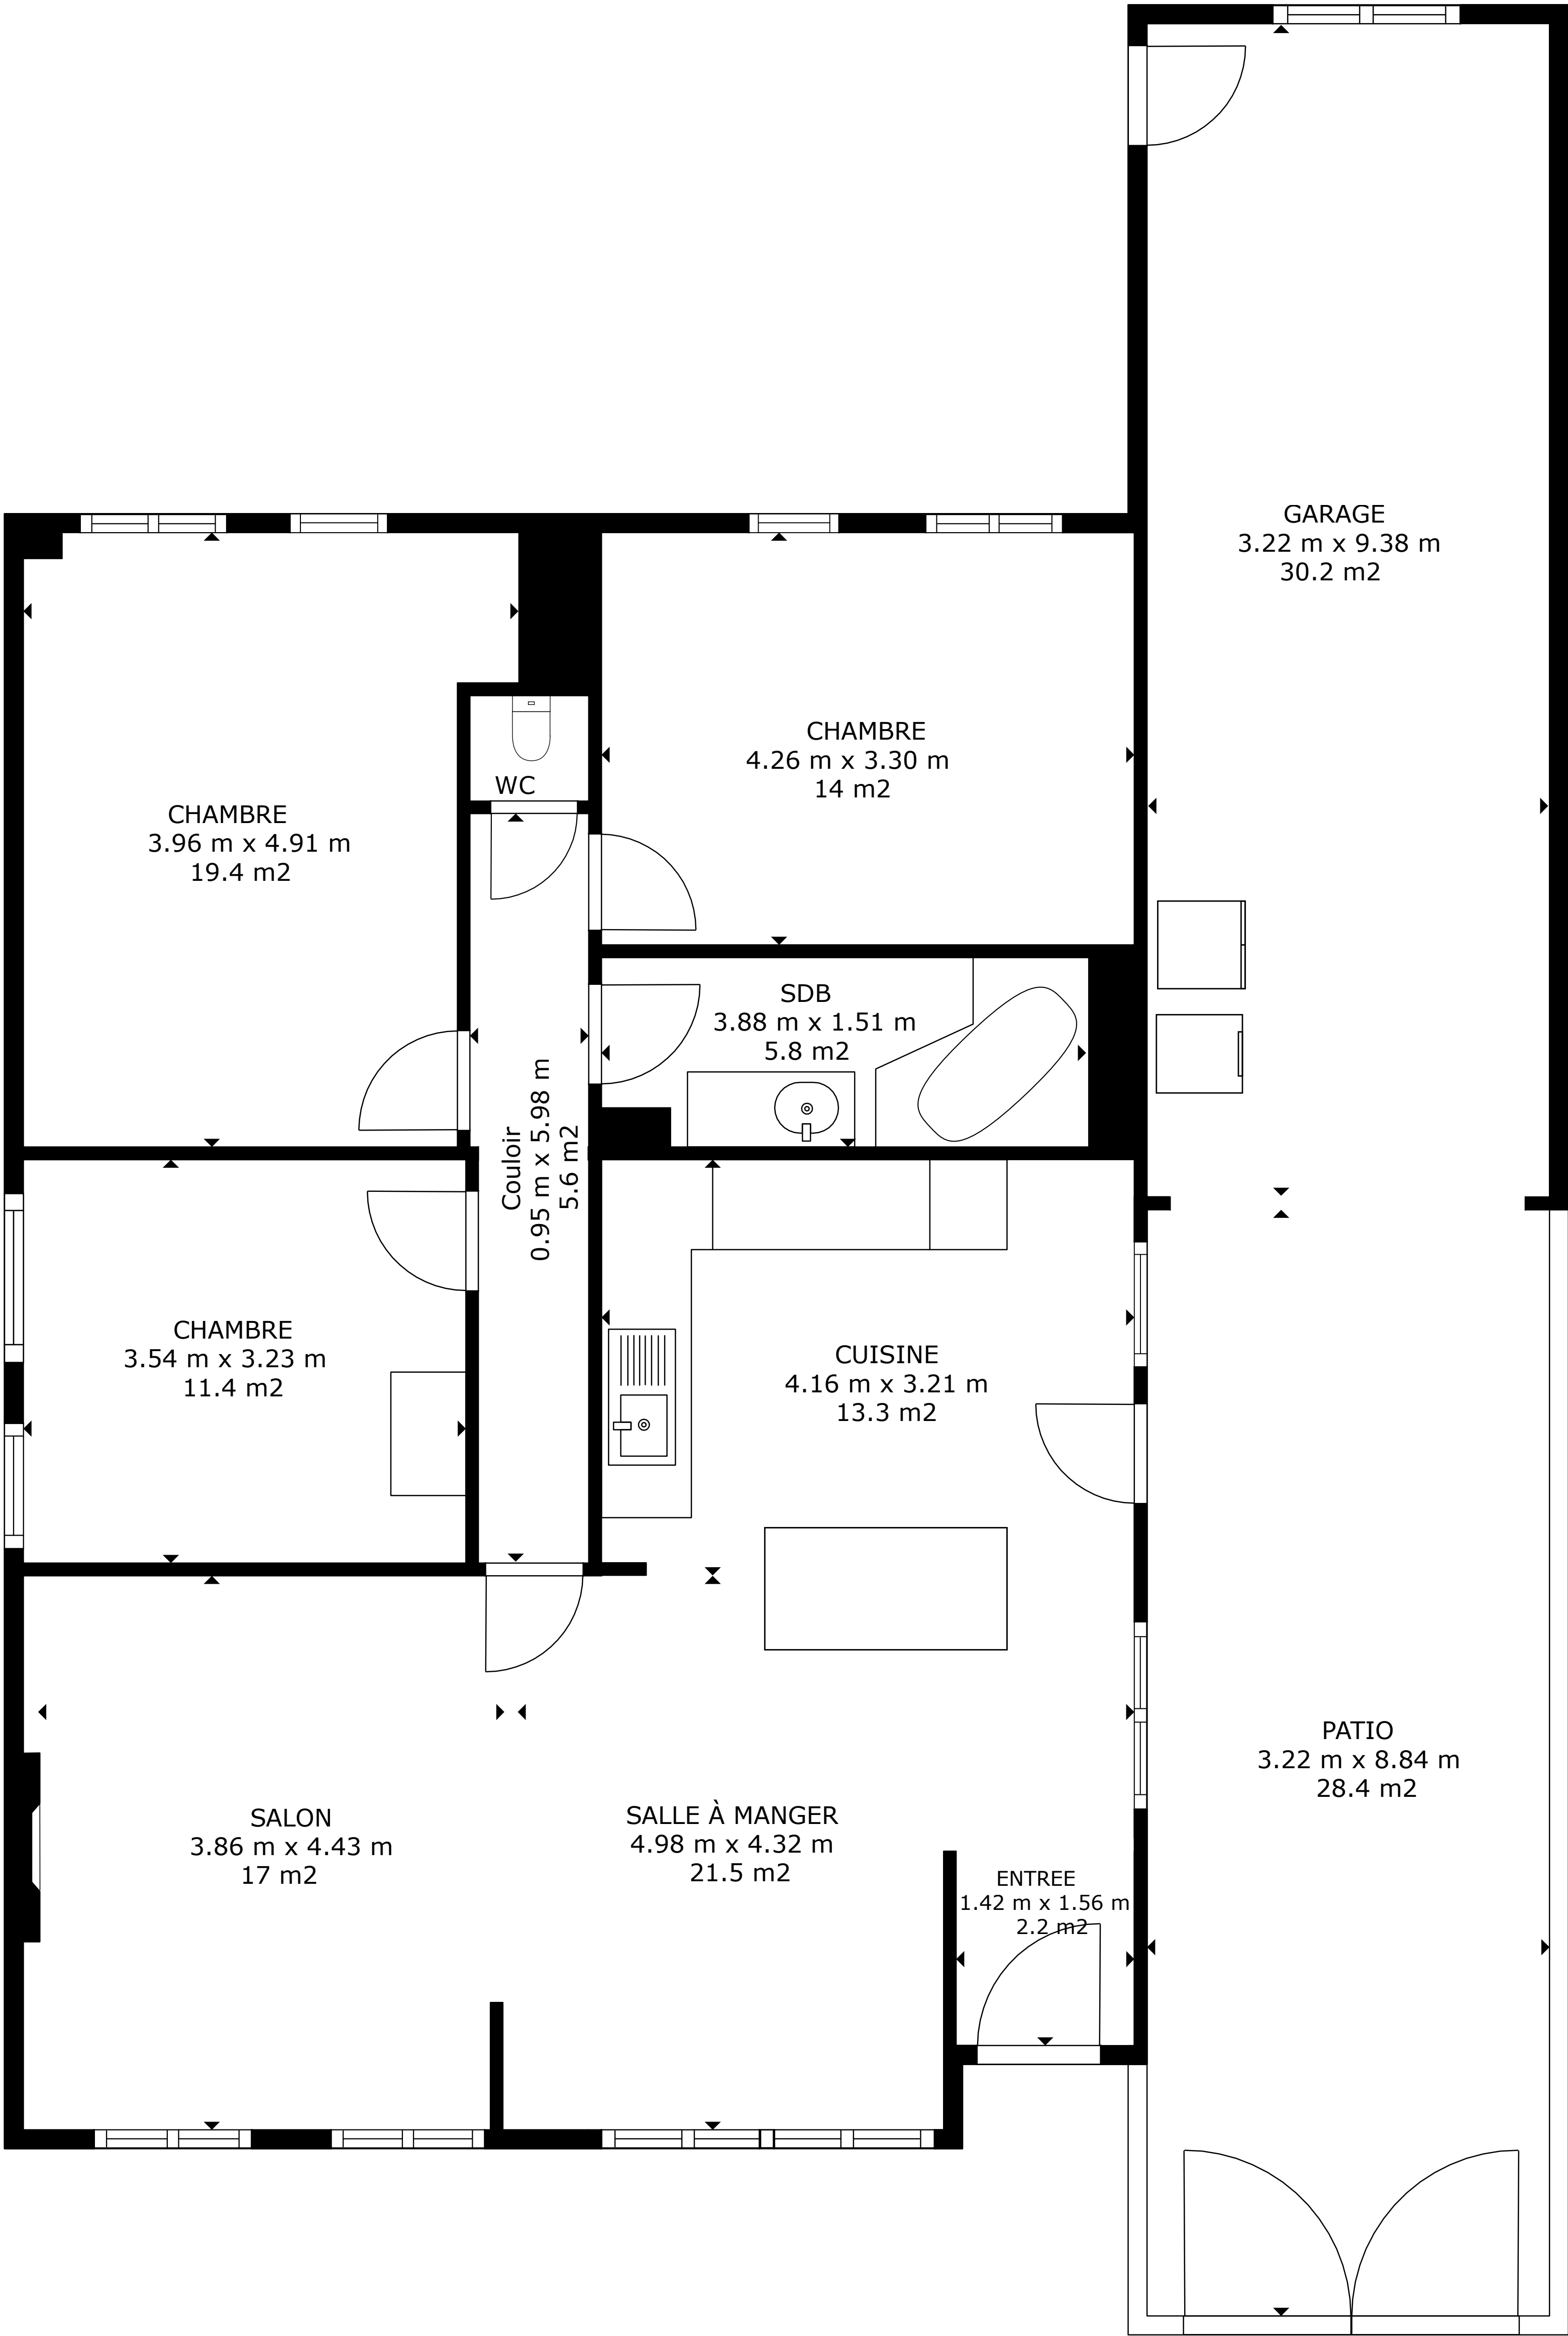 GARAGE
3.22 m x 9.38 m
30.2 m2
CHAMBRE
4.26 m x 3.30 m
14 m2
WC
CHAMBRE
3.96 m x 4.91 m
19.4 m2
SDB
3.88 m x 1.51 m
5.8 m2
Couloir
0.95 m x 5.98 m
5.6 m2
CHAMBRE
3.54 m x 3.23 m
11.4 m2
CUISINE
4.16 m x 3.21 m
13.3 m2
PATIO
3.22 m x 8.84 m
28.4 m2
SALON
3.86 m x 4.43 m
17 m2
SALLE À MANGER
4.98 m x 4.32 m
21.5 m2
ENTREE
1.42 m x 1.56 m
2.2 m2